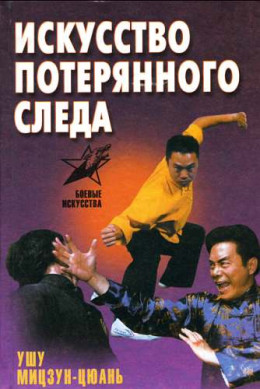 ИСКУССТВО
ПОТЕРЯННОГО
СЛЕДА
БОЕВЫЕ
ИСКУССТВА
УШУ
МИЦЗУН-ЦЮАНЬ